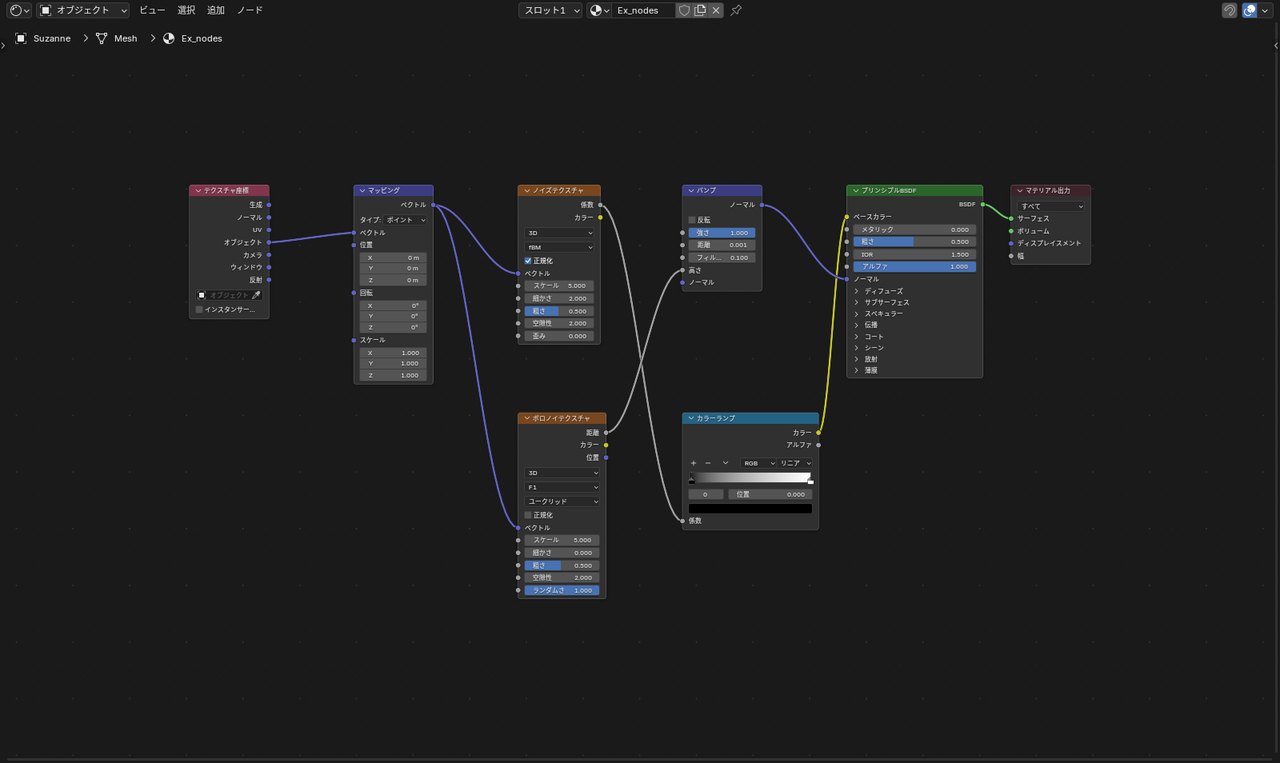 オブジェクト ビュー 選択 追加 ノード スロット1 Ex_nodes
Suzanne Mesh Ex_nodes
テクスチャ座標
生成
ノーマル
UV
オブジェクト
カメラ
ウィンドウ
反射
オブジェクト
インスタンサー...
マッピング
ベクトル
タイプ: ポイント
ベクトル
位置
X 0 m
Y 0 m
Z 0 m
回転
X 0°
Y 0°
Z 0°
スケール
X 1.000
Y 1.000
Z 1.000
ノイズテクスチャ
係数
カラー
3D
fBM
正規化
ベクトル
スケール 5.000
細かさ 2.000
粗さ 0.500
空隙性 2.000
歪み 0.000
ボロノイテクスチャ
距離
カラー
位置
3D
F1
ユークリッド
正規化
ベクトル
スケール 5.000
細かさ 0.000
粗さ 0.500
空隙性 2.000
ランダムさ 1.000
バンプ
ノーマル
反転
強さ 1.000
距離 0.001
フィル... 0.100
高さ
ノーマル
カラーランプ
カラー
アルファ
RGB リニア
0 位置 0.000
係数
プリンシプルBSDF
BSDF
ベースカラー
メタリック 0.000
粗さ 0.500
IOR 1.500
アルファ 1.000
ノーマル
ディフューズ
サブサーフェス
スペキュラー
伝播
コート
シーン
放射
薄膜
マテリアル出力
すべて
サーフェス
ボリューム
ディスプレイスメント
幅